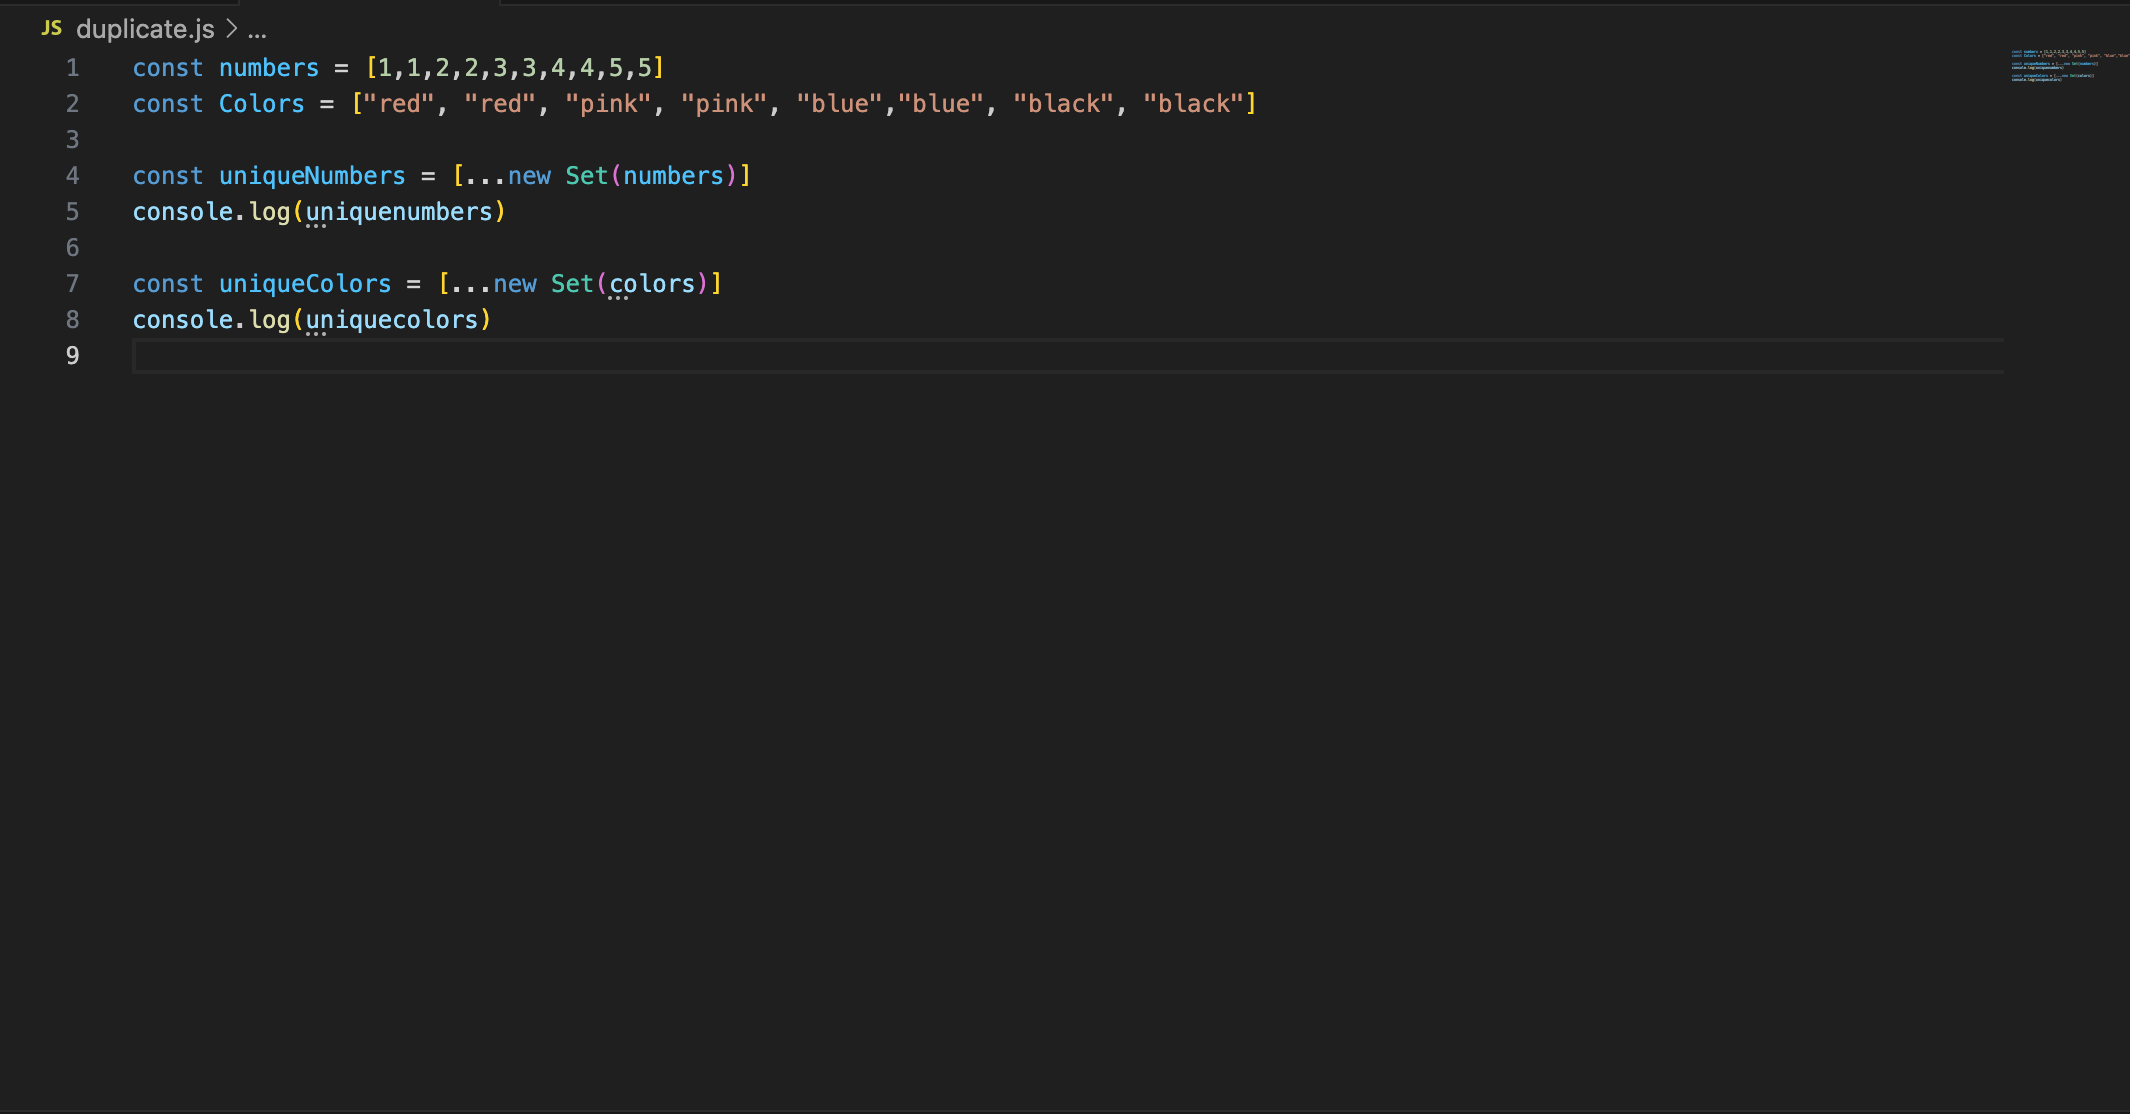 JS duplicate.js > ...
1 const numbers = [1,1,2,2,3,3,4,4,5,5]
2 const Colors = ["red", "red", "pink", "pink", "blue","blue", "black", "black"]
3
4 const uniqueNumbers = [...new Set(numbers)]
5 console.log(uniquenumbers)
6
7 const uniqueColors = [...new Set(colors)]
8 console.log(uniquecolors)
9